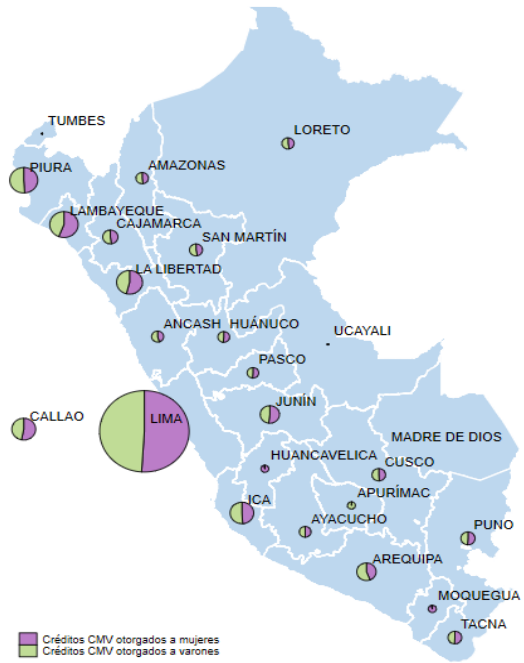 TUMBES
LORETO
PIURA
AMAZONAS
LAMBAYEQUE
CAJAMARCA
SAN MARTÍN
LA LIBERTAD
ANCASH
HUÁNUCO
UCAYALI
PASCO
CALLAO
LIMA
JUNÍN
MADRE DE DIOS
HUANCAVELICA
CUSCO
ICA
APURÍMAC
AYACUCHO
PUNO
AREQUIPA
MOQUEGUA
TACNA
Créditos CMV otorgados a mujeres
Créditos CMV otorgados a varones